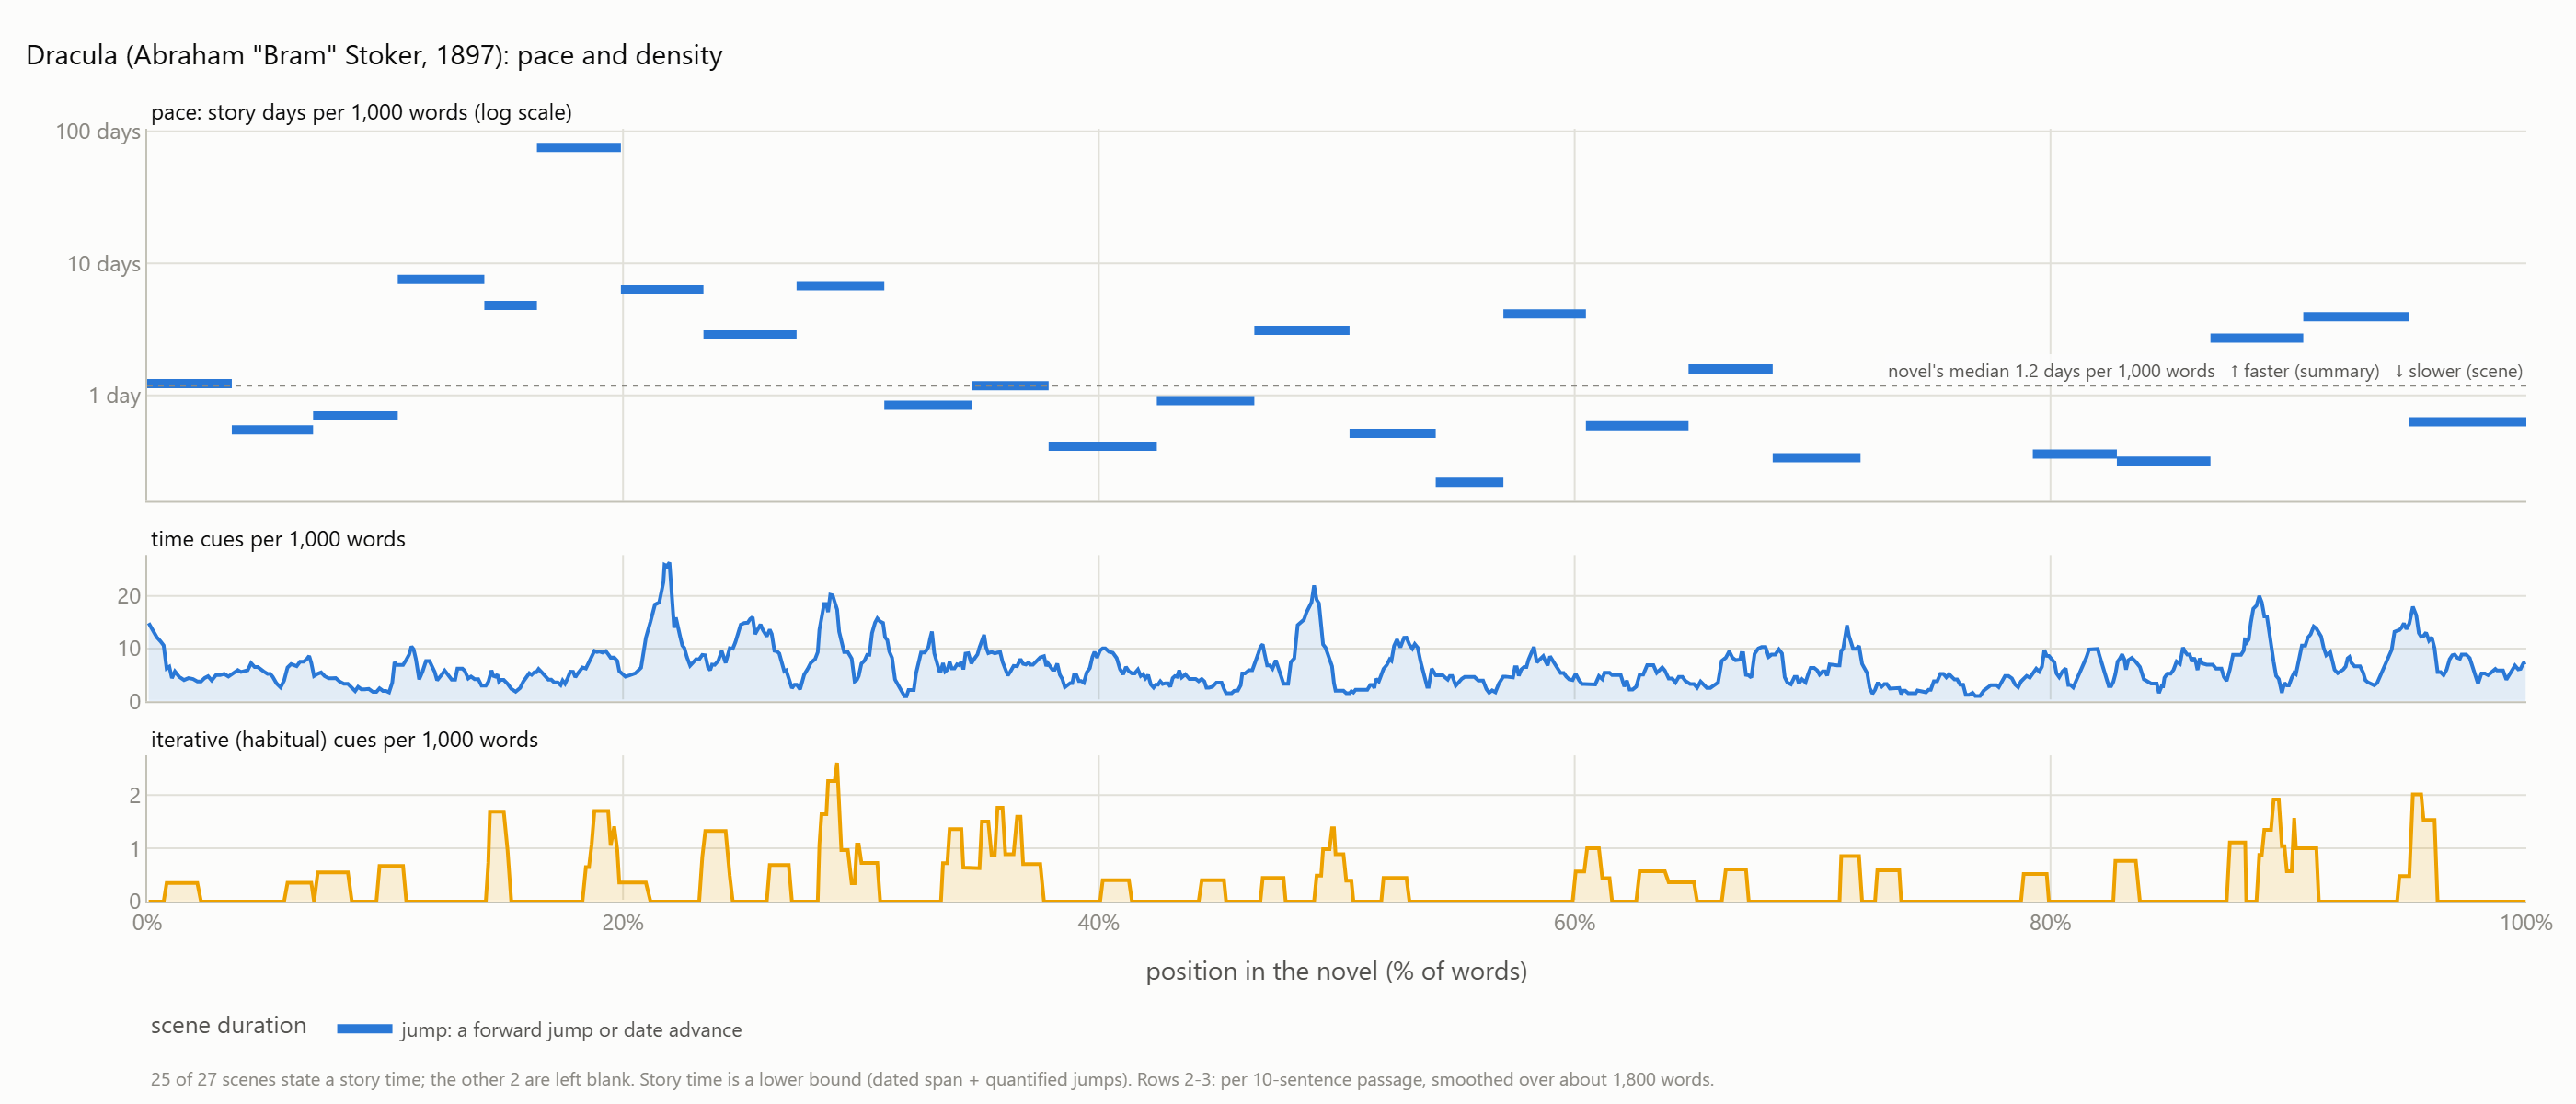 Dracula (Abraham "Bram" Stoker, 1897): pace and density
pace: story days per 1,000 words (log scale)
100 days
10 days
1 day
novel's median 1.2 days per 1,000 words ↑ faster (summary) ↓ slower (scene)
time cues per 1,000 words
20
10
0
iterative (habitual) cues per 1,000 words
2
1
0
0% 20% 40% 60% 80% 100%
position in the novel (% of words)
scene duration jump: a forward jump or date advance
25 of 27 scenes state a story time; the other 2 are left blank. Story time is a lower bound (dated span + quantified jumps). Rows 2-3: per 10-sentence passage, smoothed over about 1,800 words.